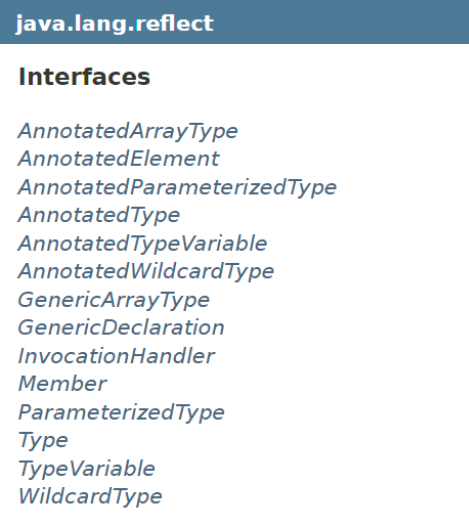 java.lang.reflect
Interfaces
AnnotatedArrayType
AnnotatedElement
AnnotatedParameterizedType
AnnotatedType
AnnotatedTypeVariable
AnnotatedWildcardType
GenericArrayType
GenericDeclaration
InvocationHandler
Member
ParameterizedType
Type
TypeVariable
WildcardType